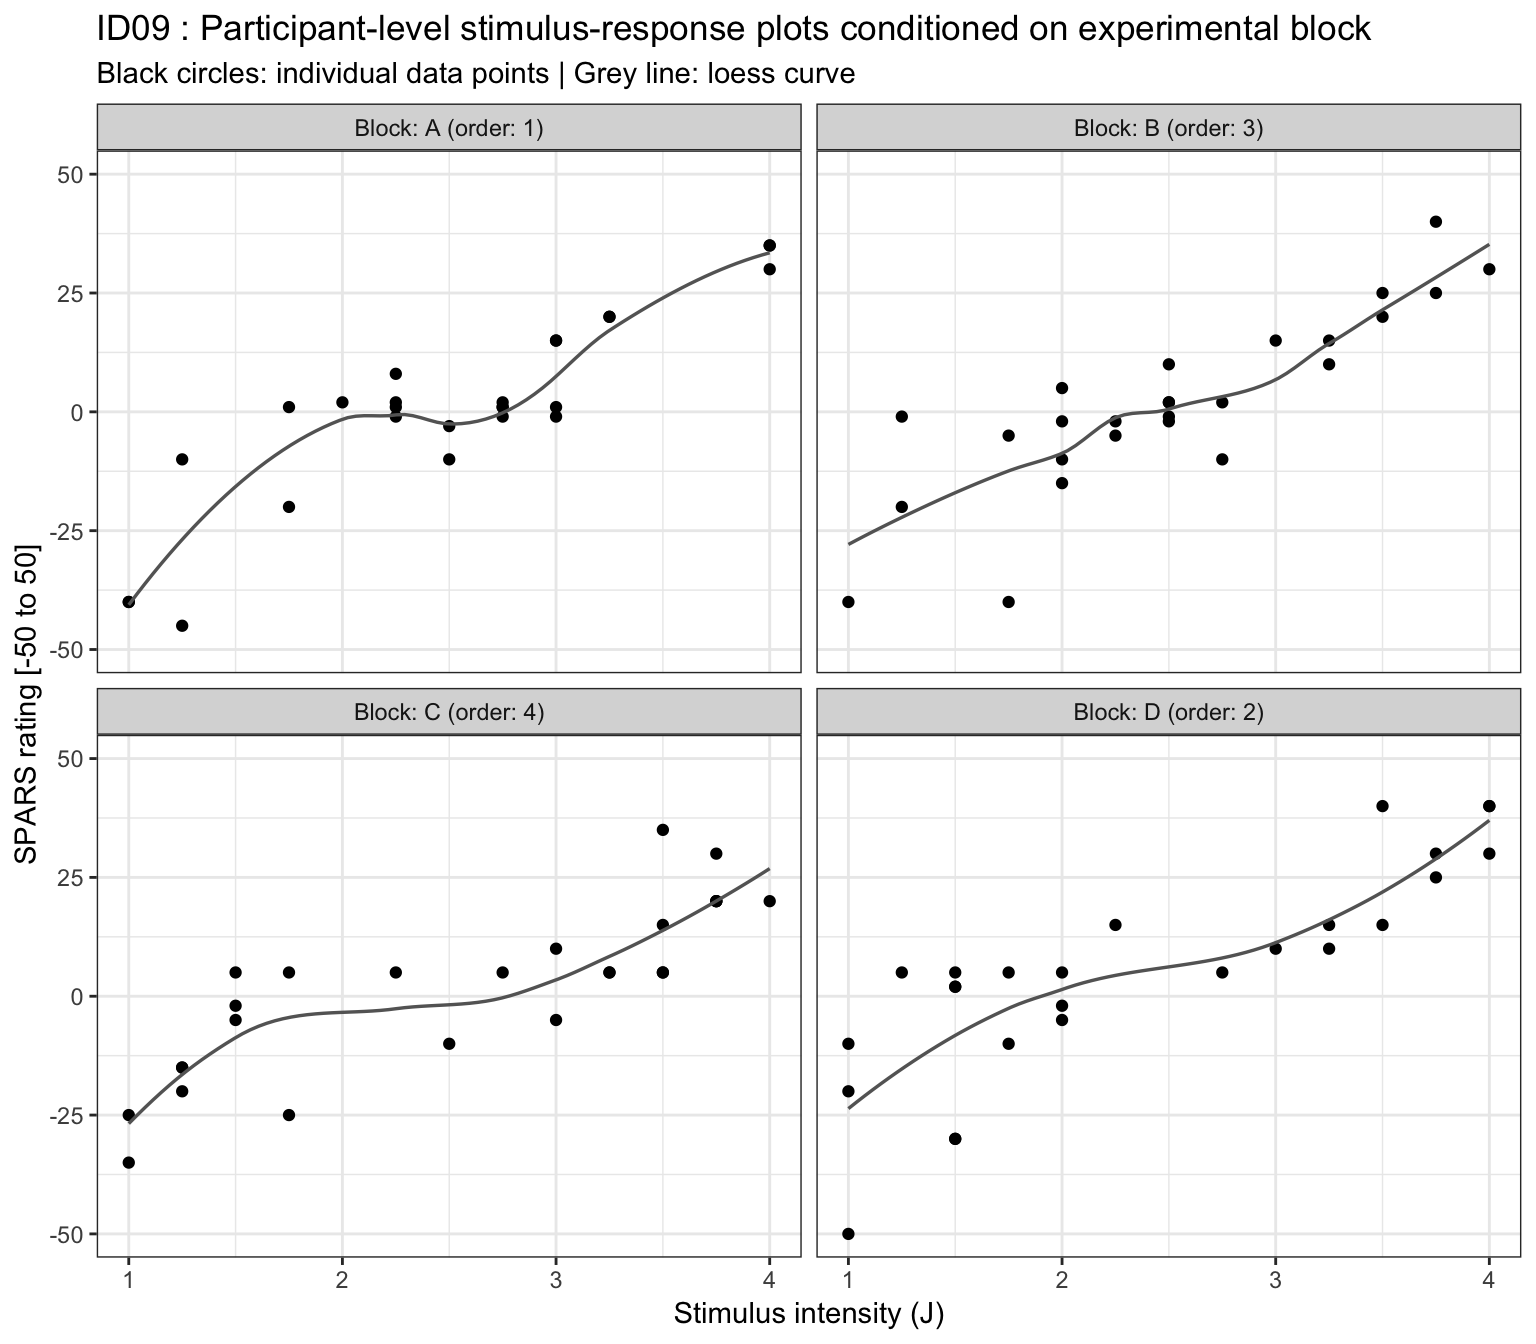 ID09 : Participant-level stimulus-response plots conditioned on experimental block
Black circles: individual data points | Grey line: loess curve
Block: A (order: 1)
Block: B (order: 3)
50
25
0
-25
-50
Block: C (order: 4)
Block: D (order: 2)
50
25
0
-25
-50
SPARS rating [-50 to 50]
1 2 3 4
1 2 3 4
Stimulus intensity (J)